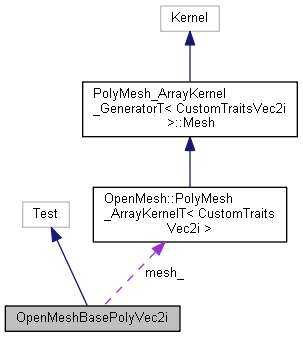 Kernel
PolyMesh_ArrayKernel
_GeneratorT< CustomTraitsVec2i
>::Mesh
OpenMesh::PolyMesh
_ArrayKernelT< CustomTraits
Vec2i >
Test
mesh_
OpenMeshBasePolyVec2i